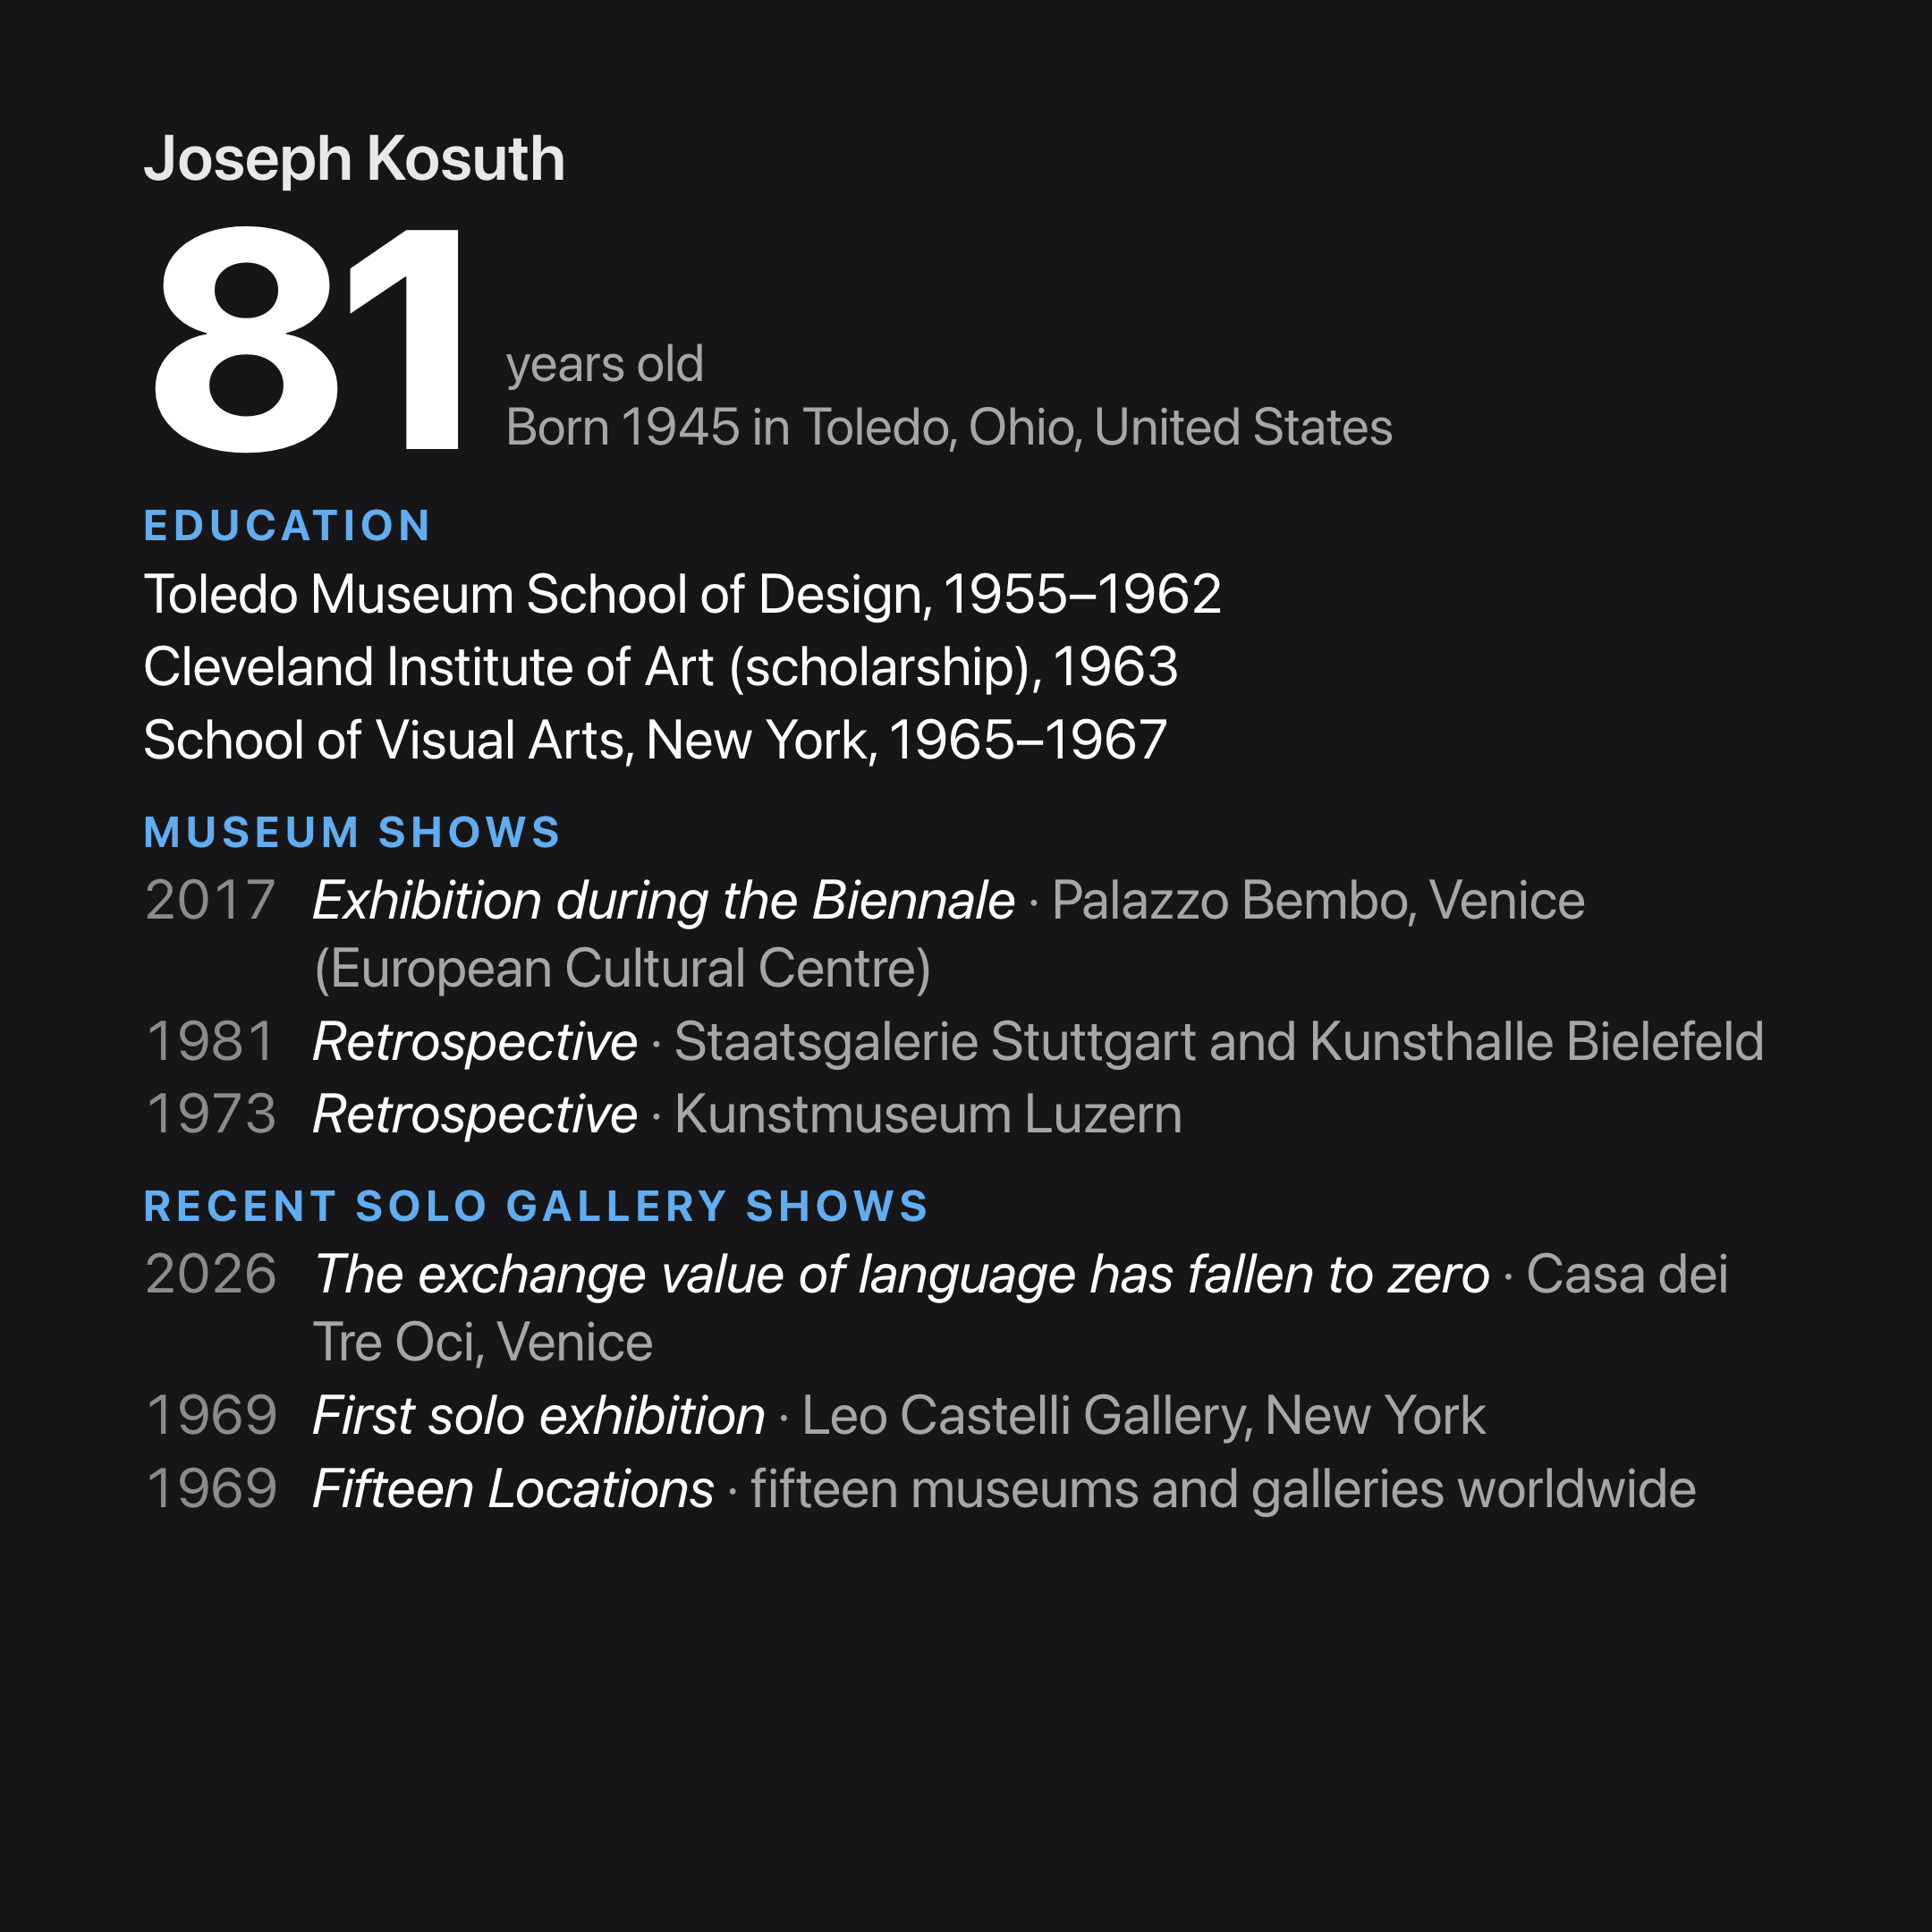 Joseph Kosuth
81
years old
Born 1945 in Toledo, Ohio, United States
EDUCATION
Toledo Museum School of Design, 1955–1962
Cleveland Institute of Art (scholarship), 1963
School of Visual Arts, New York, 1965–1967
MUSEUM SHOWS
2017 Exhibition during the Biennale · Palazzo Bembo, Venice
(European Cultural Centre)
1981 Retrospective · Staatsgalerie Stuttgart and Kunsthalle Bielefeld
1973 Retrospective · Kunstmuseum Luzern
RECENT SOLO GALLERY SHOWS
2026 The exchange value of language has fallen to zero · Casa dei
Tre Oci, Venice
1969 First solo exhibition · Leo Castelli Gallery, New York
1969 Fifteen Locations · fifteen museums and galleries worldwide